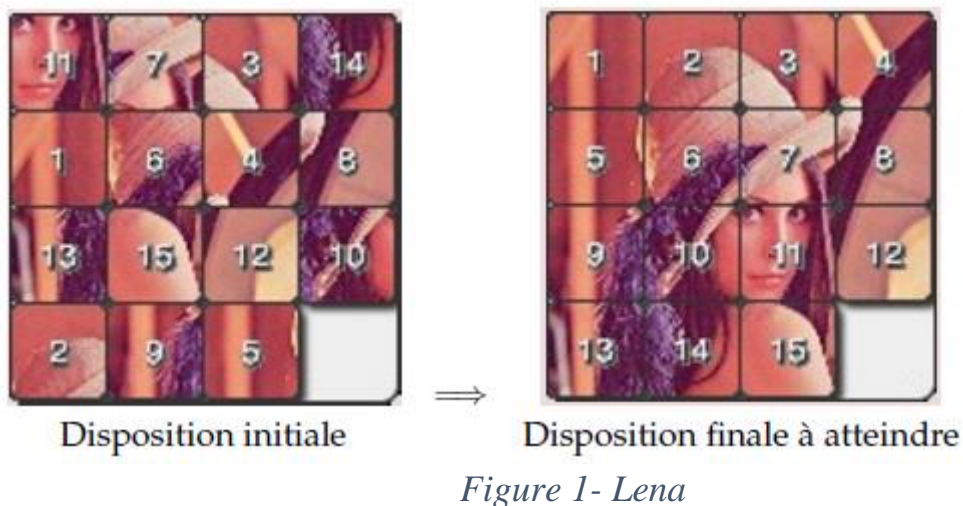 11 7 3 14 1 2 3 4
1 6 4 8 5 6 7 8
13 15 12 10 9 10 11 12
2 9 5 13 14 15
⟹
Disposition initiale Disposition finale à atteindre
Figure 1- Lena